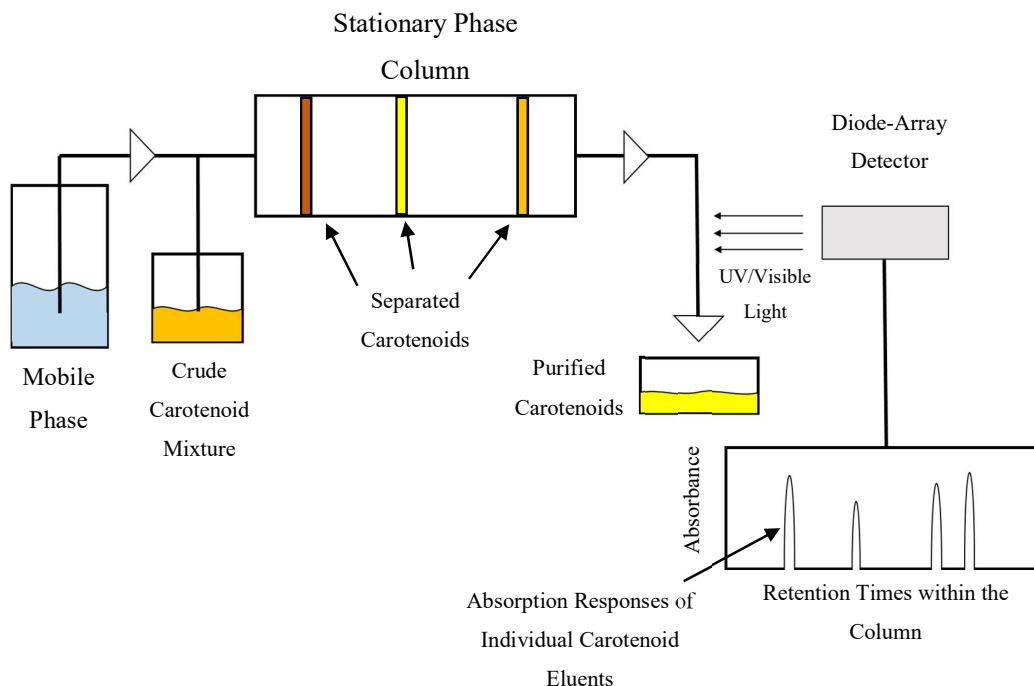 Stationary Phase
Column
Diode-Array
Detector
UV/Visible
Light
Separated
Carotenoids
Mobile
Phase
Crude
Carotenoid
Mixture
Purified
Carotenoids
Absorbance
Absorption Responses of
Individual Carotenoid
Eluents
Retention Times within the
Column